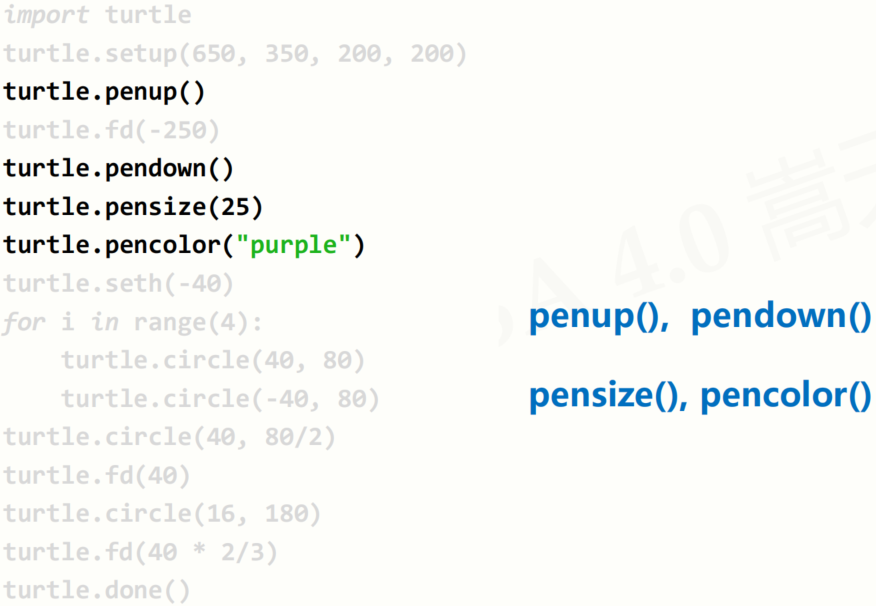 import turtle
turtle.setup(650, 350, 200, 200)
turtle.penup()
turtle.fd(-250)
turtle.pendown()
turtle.pensize(25)
turtle.pencolor("purple")
turtle.seth(-40)
for i in range(4):
    turtle.circle(40, 80)
    turtle.circle(-40, 80)
turtle.circle(40, 80/2)
turtle.fd(40)
turtle.circle(16, 180)
turtle.fd(40 * 2/3)
turtle.done()
penup(), pendown()
pensize(), pencolor()
4.0 嵩